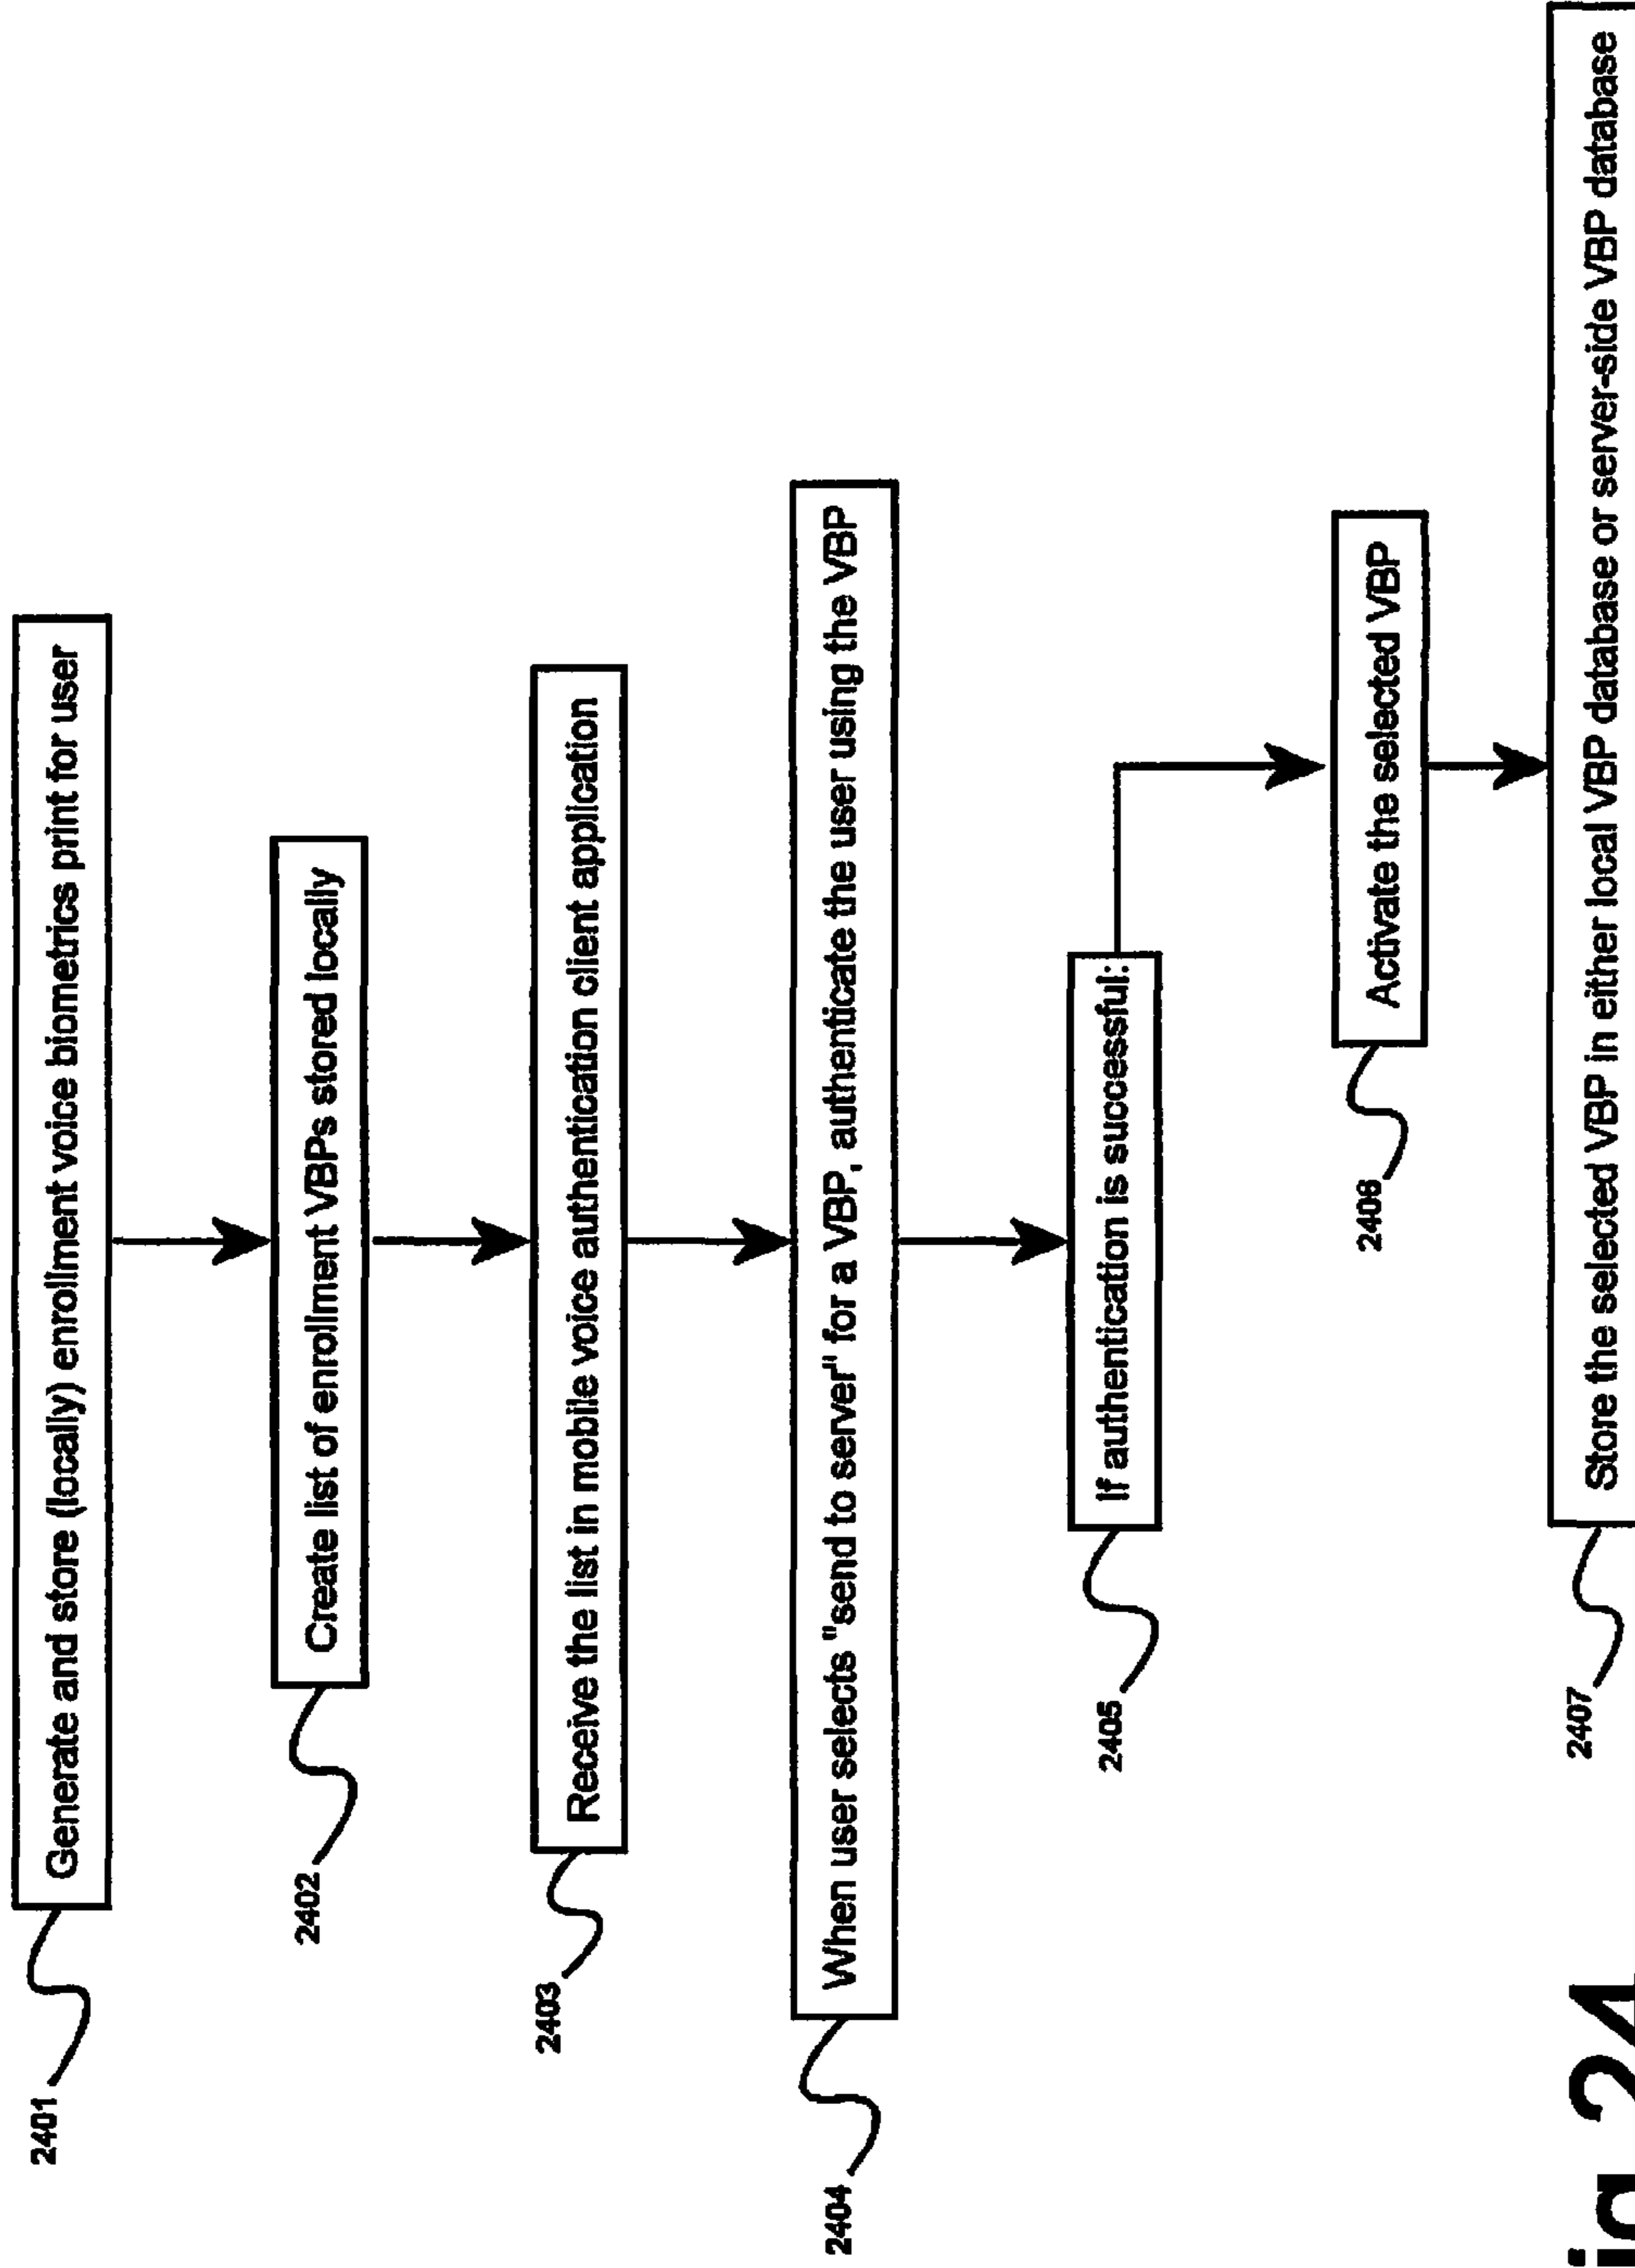 2401
Generate and store (locally) enrollment voice biometrics print for user
2402
Create list of enrollment VBPs stored locally
2403
Receive the list in mobile voice authentication client application
2404
When user selects "send to server" for a VBP, authenticate the user using the VBP
2405
If authentication is successful:
2406
Activate the selected VBP
2407
Store the selected VBP in either local VBP database or server-side VBP database
ig 24